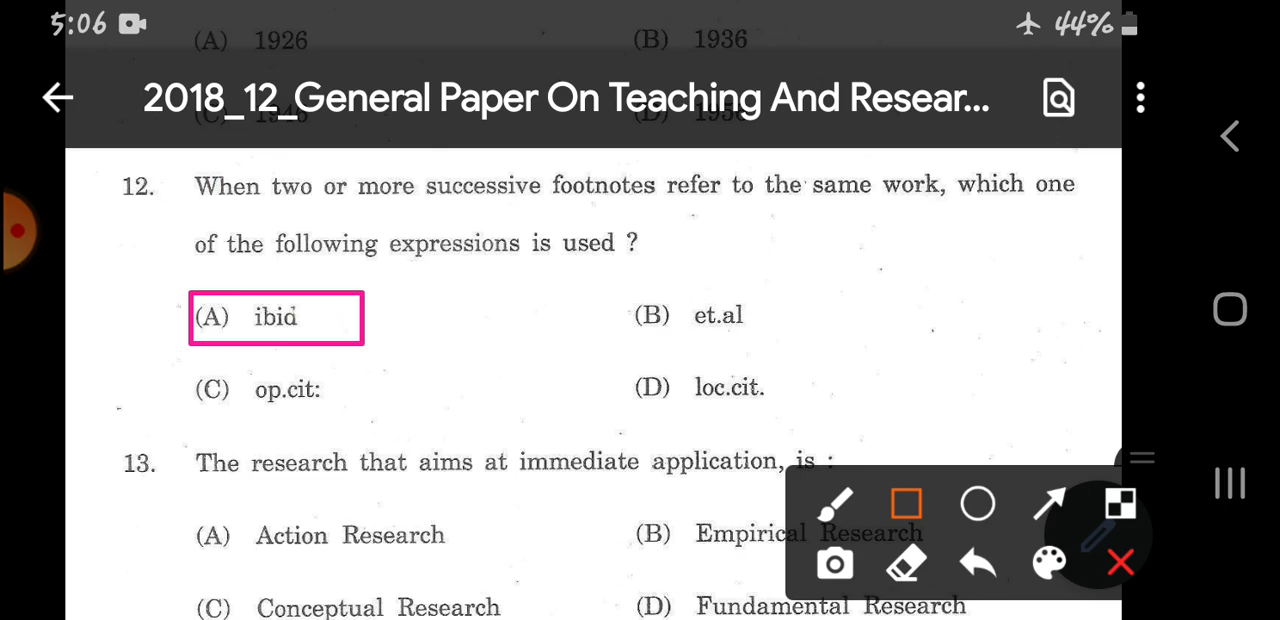 5:06 44%
(A) 1926 (B) 1936
2018_12_General Paper On Teaching And Resear...
(C) 1946 (D) 1956
12. When two or more successive footnotes refer to the same work, which one
of the following expressions is used ?
(A) ibid (B) et.al
(C) op.cit: (D) loc.cit.
13. The research that aims at immediate application, is :
(A) Action Research (B) Empirical Research
(C) Conceptual Research (D) Fundamental Research